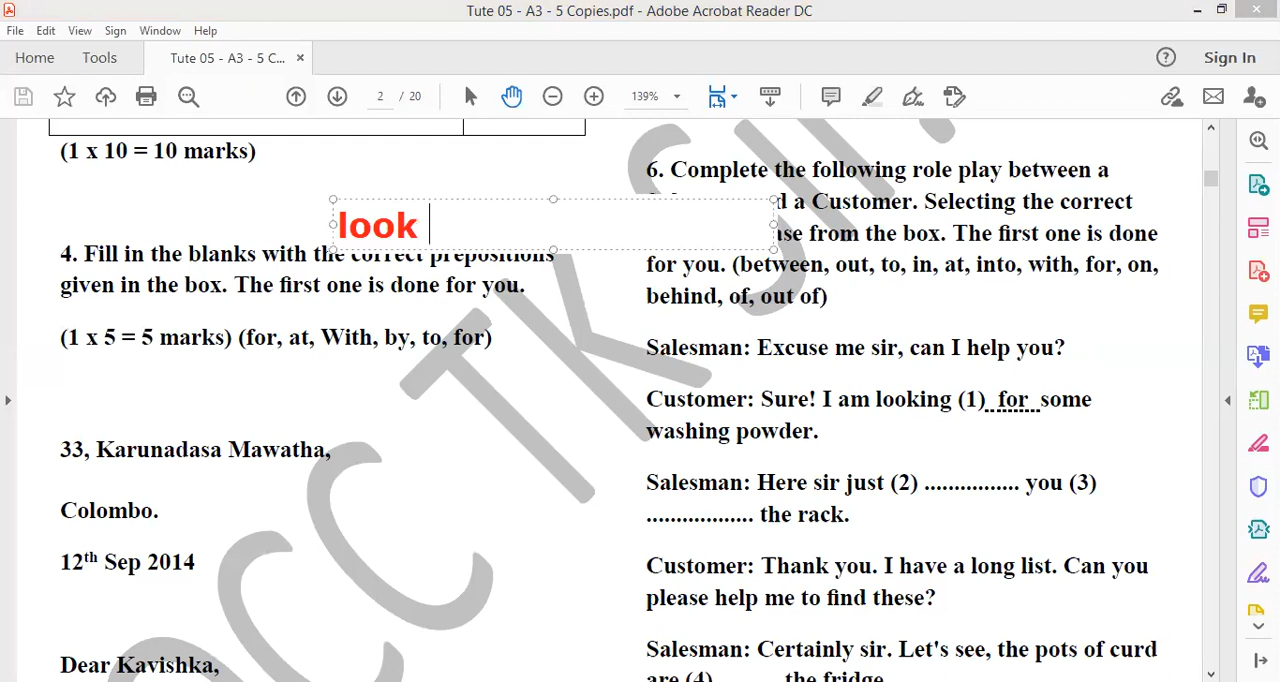 Tute 05 - A3 - 5 Copies.pdf - Adobe Acrobat Reader DC
File Edit View Sign Window Help
Home Tools Tute 05 - A3 - 5 C... × Sign In
2 / 20 139%
(1 x 10 = 10 marks)
look
4. Fill in the blanks with the correct prepositions
given in the box. The first one is done for you.
(1 x 5 = 5 marks) (for, at, With, by, to, for)
33, Karunadasa Mawatha,
Colombo.
12th Sep 2014
Dear Kavishka,
6. Complete the following role play between a
a Customer. Selecting the correct
from the box. The first one is done
for you. (between, out, to, in, at, into, with, for, on,
behind, of, out of)
Salesman: Excuse me sir, can I help you?
Customer: Sure! I am looking (1) for some
washing powder.
Salesman: Here sir just (2) ................ you (3)
.................. the rack.
Customer: Thank you. I have a long list. Can you
please help me to find these?
Salesman: Certainly sir. Let's see, the pots of curd
are (4) the fridge